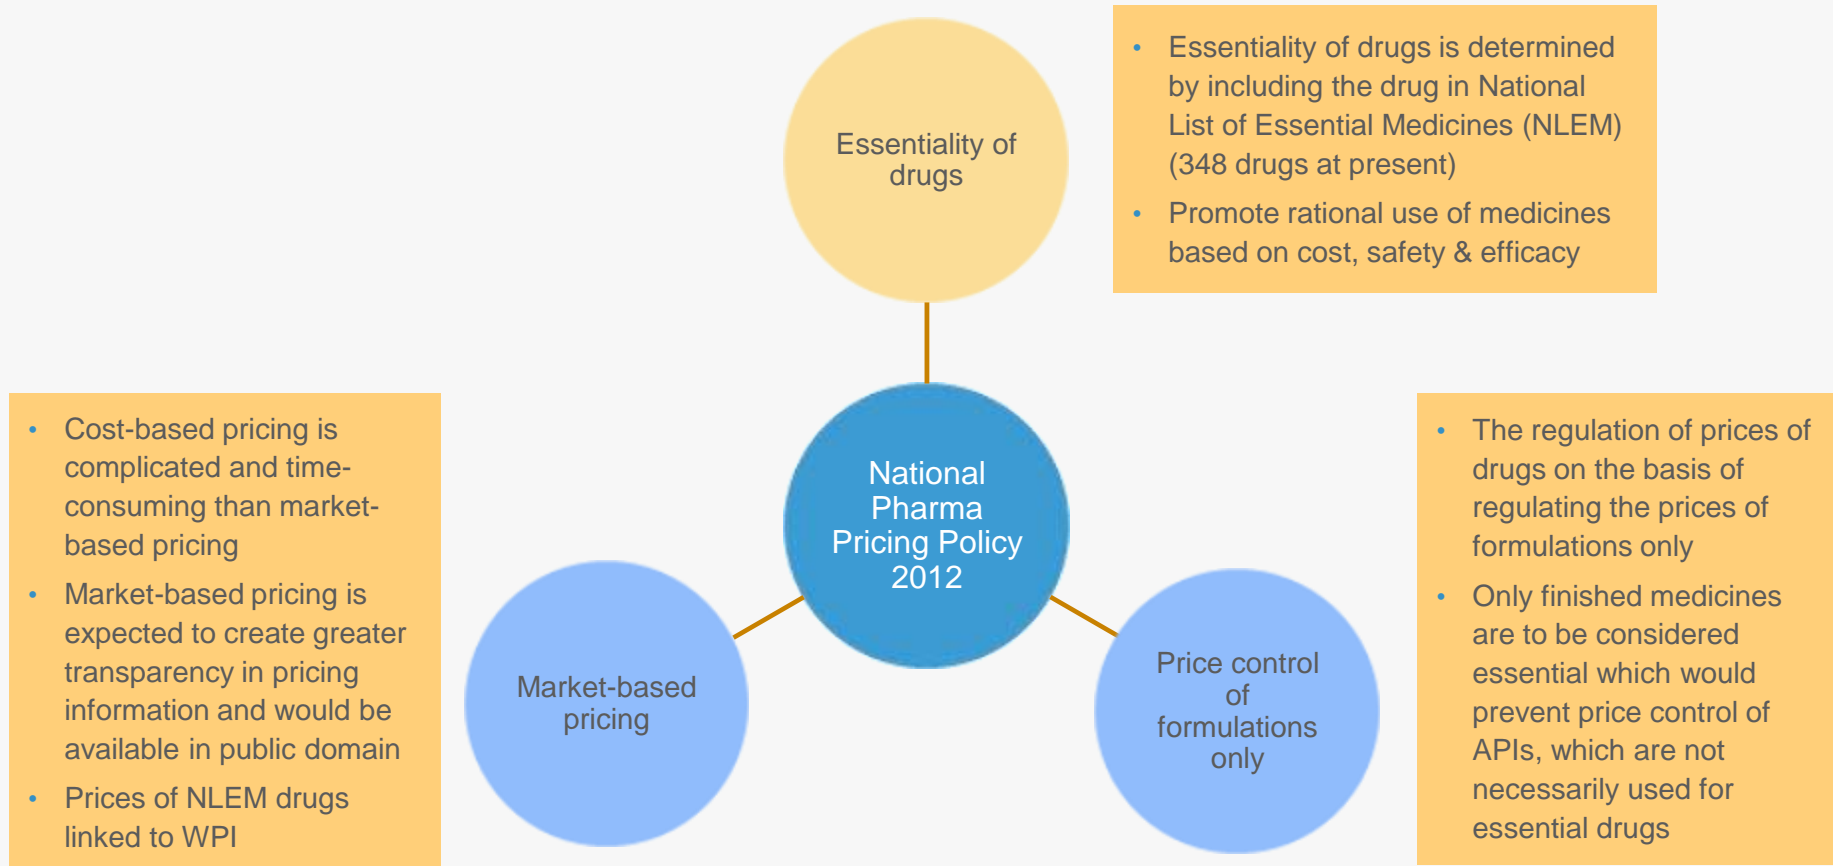 Essentiality of
drugs
• Essentiality of drugs is determined
by including the drug in National
List of Essential Medicines (NLEM)
(348 drugs at present)
• Promote rational use of medicines
based on cost, safety & efficacy
National
Pharma
Pricing Policy
2012
• Cost-based pricing is
complicated and time-
consuming than market-
based pricing
• Market-based pricing is
expected to create greater
transparency in pricing
information and would be
available in public domain
• Prices of NLEM drugs
linked to WPI
Market-based
pricing
Price control
of
formulations
only
• The regulation of prices of
drugs on the basis of
regulating the prices of
formulations only
• Only finished medicines
are to be considered
essential which would
prevent price control of
APIs, which are not
necessarily used for
essential drugs